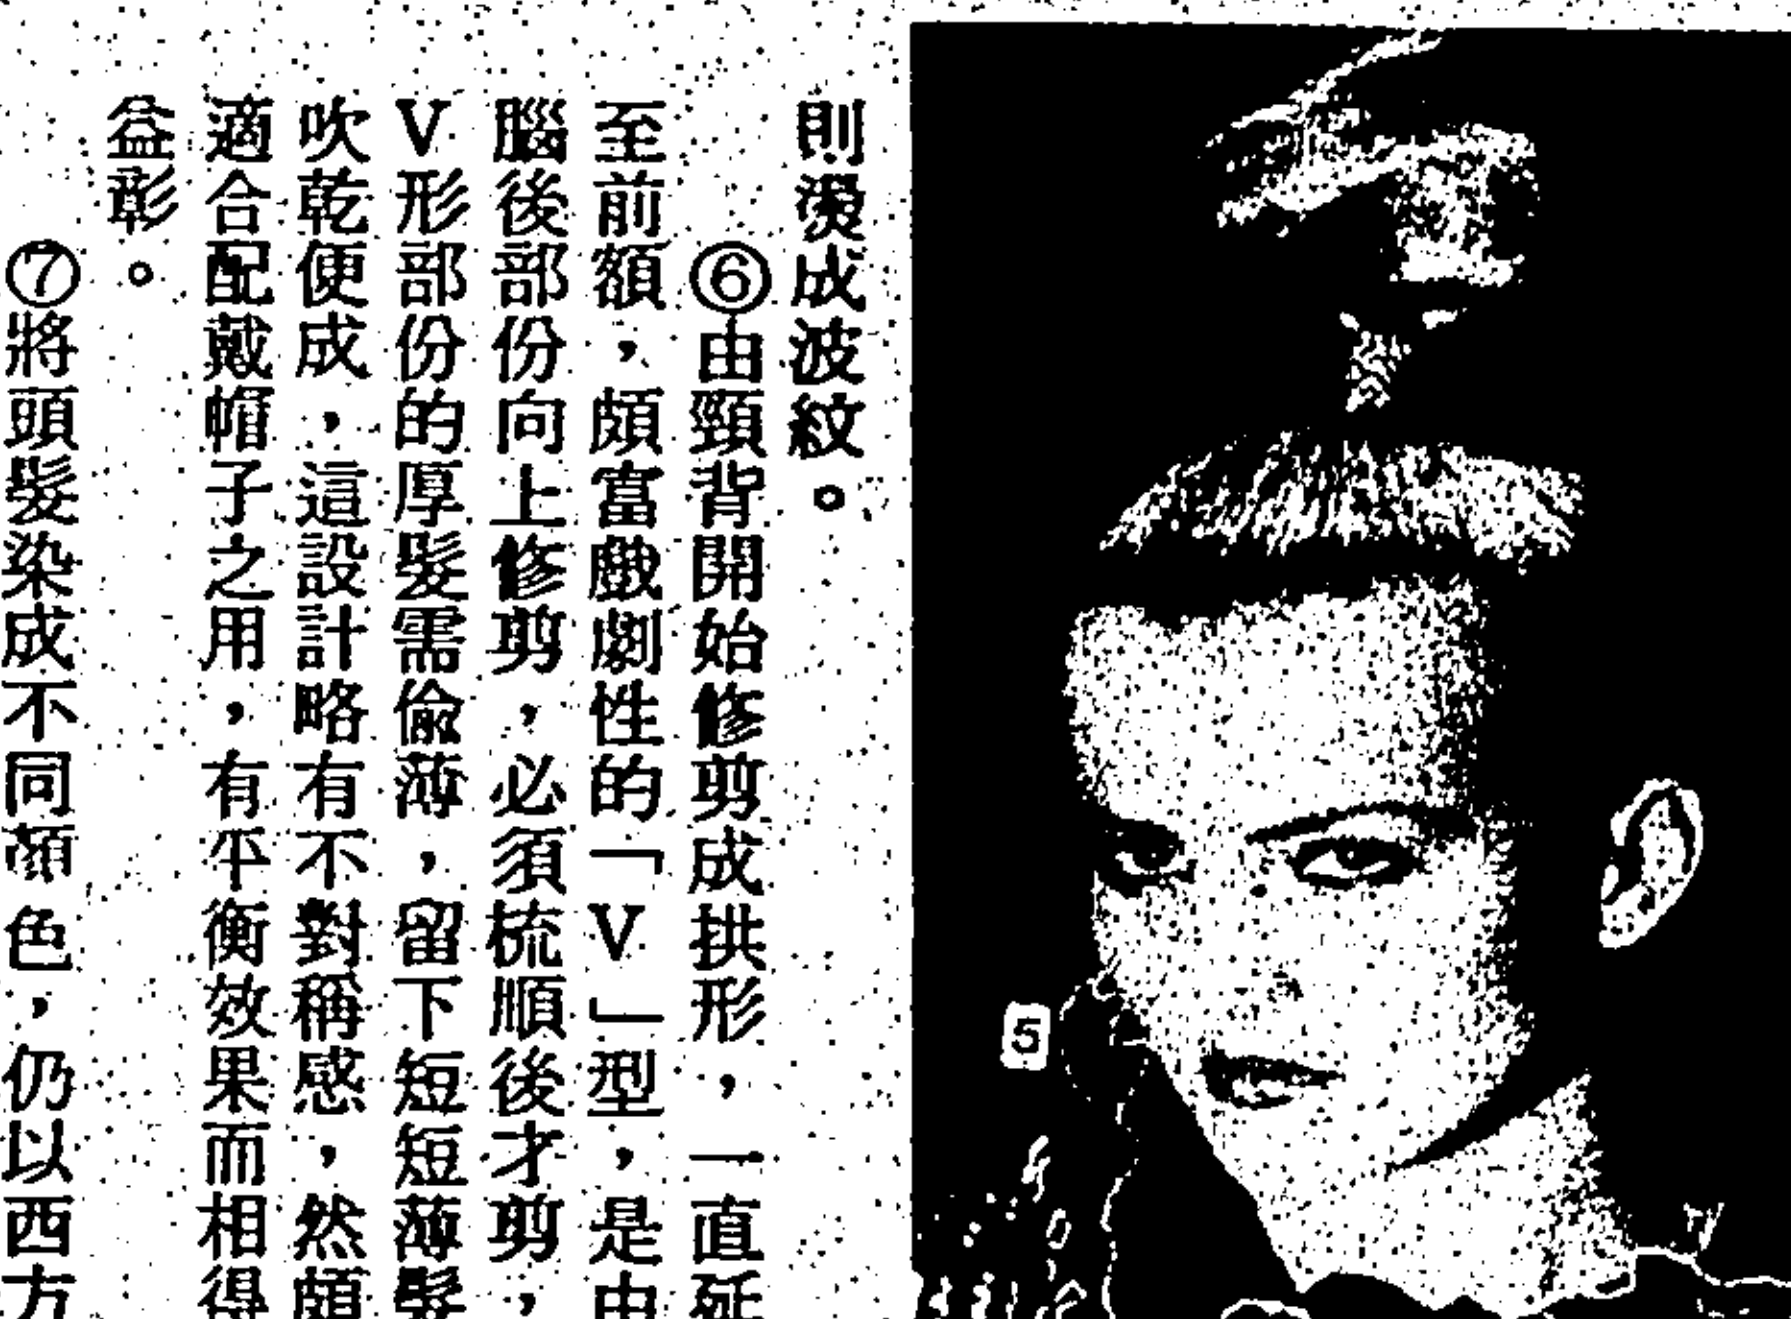 則燙成波紋。
⑥由頸背開始修剪成拱形，一直延
至前額，頗富戲劇性的「V」型，是由
腦後部份向上修剪，必須梳順後才剪，
V形部份的厚髮需偷薄，留下短短薄髮
吹乾便成，這設計略有不對稱感，然頗
適合配戴帽子之用，有平衡效果而相得
益彰。
⑦將頭髮染成不同顏色，仍以西方
5